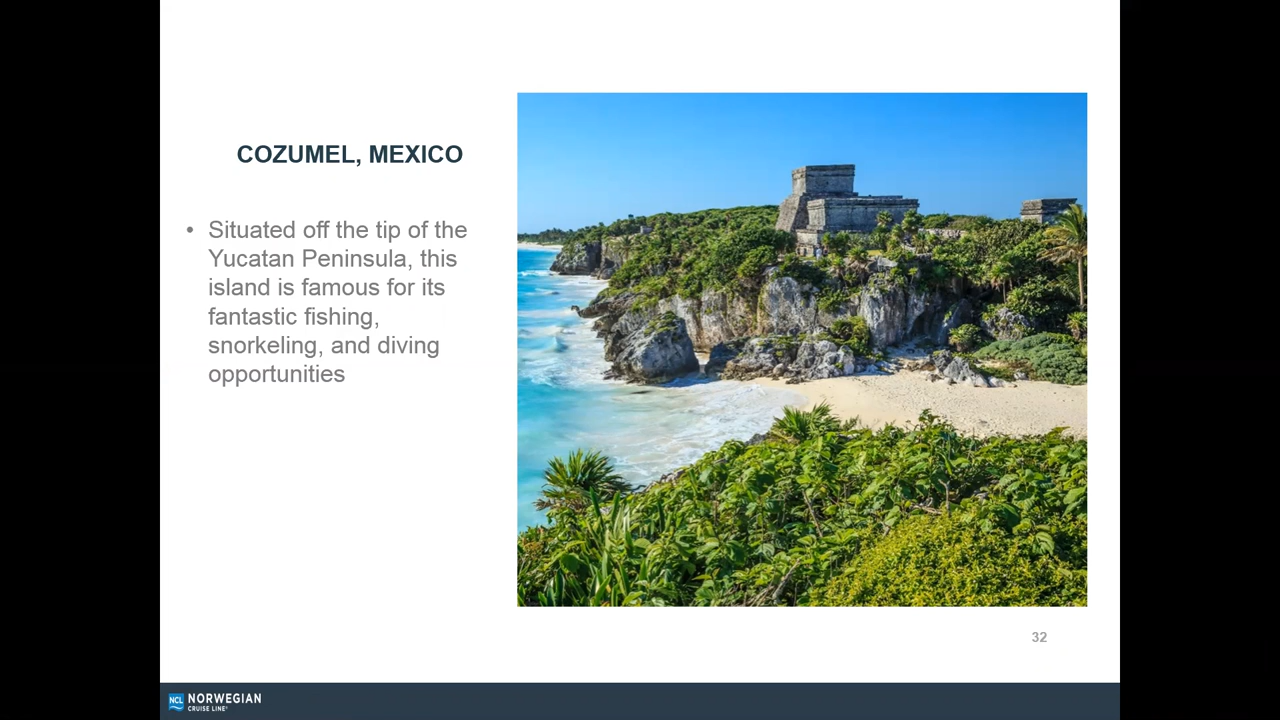 COZUMEL, MEXICO
• Situated off the tip of the
Yucatan Peninsula, this
island is famous for its
fantastic fishing,
snorkeling, and diving
opportunities
32
NCL NORWEGIAN
CRUISE LINE®